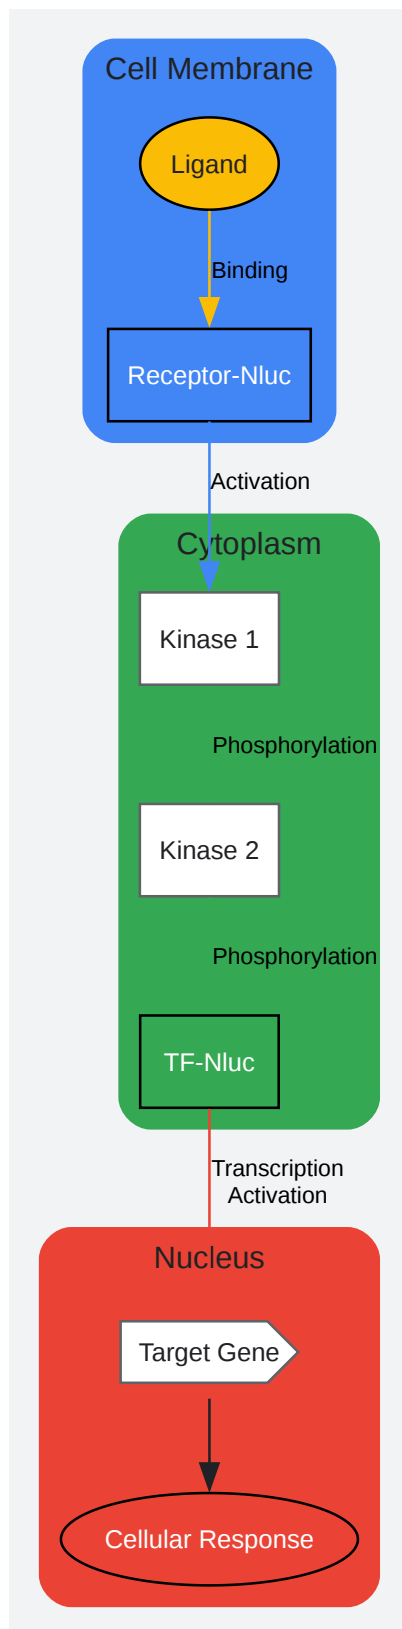 Cell Membrane
Ligand
Binding
Receptor-Nluc
Activation
Cytoplasm
Kinase 1
Phosphorylation
Kinase 2
Phosphorylation
TF-Nluc
Transcription
Activation
Nucleus
Target Gene
Cellular Response